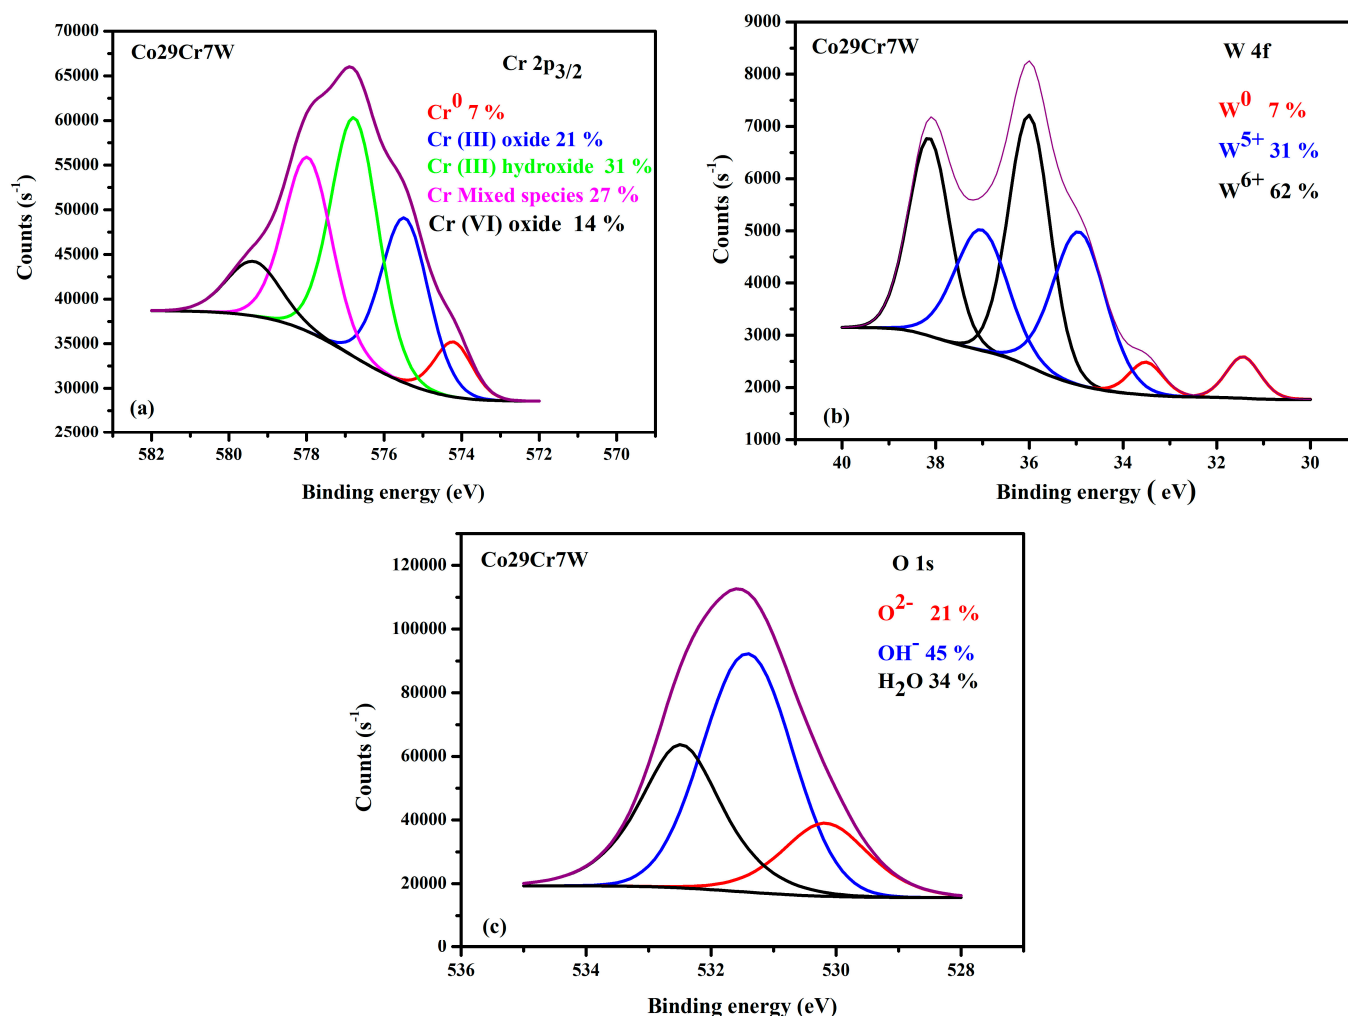 Co29Cr7W
Cr 2p3/2
Cr0 7 %
Cr (III) oxide 21 %
Cr (III) hydroxide 31 %
Cr Mixed species 27 %
Cr (VI) oxide 14 %
70000
65000
60000
55000
50000
45000
40000
35000
30000
25000
Counts (s-1)
(a)
582 580 578 576 574 572 570
Binding energy (eV)
Co29Cr7W
W 4f
W0 7 %
W5+ 31 %
W6+ 62 %
9000
8000
7000
6000
5000
4000
3000
2000
1000
Counts (s-1)
(b)
40 38 36 34 32 30
Binding energy ( eV)
Co29Cr7W
O 1s
O2- 21 %
OH- 45 %
H2O 34 %
120000
100000
80000
60000
40000
20000
0
Counts (s-1)
(c)
536 534 532 530 528
Binding energy (eV)